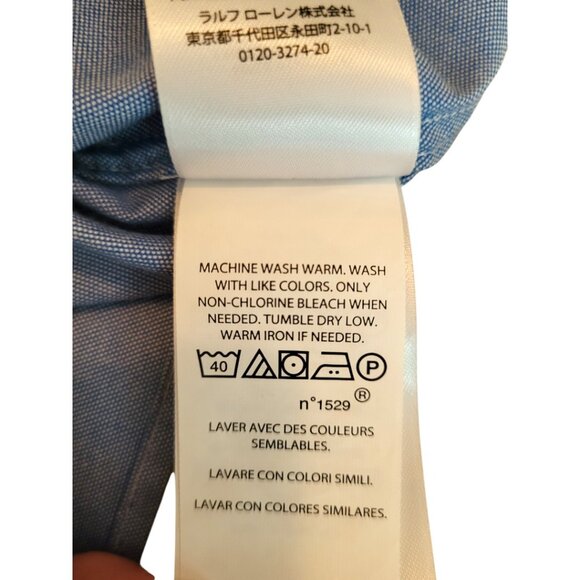 ラルフ ローレン株式会社
東京都千代田区永田町2-10-1
0120-3274-20
MACHINE WASH WARM. WASH
WITH LIKE COLORS. ONLY
NON-CHLORINE BLEACH WHEN
NEEDED. TUMBLE DRY LOW.
WARM IRON IF NEEDED.
40 P
n°1529 ®
LAVER AVEC DES COULEURS
SEMBLABLES.
LAVARE CON COLORI SIMILI.
LAVAR CON COLORES SIMILARES.